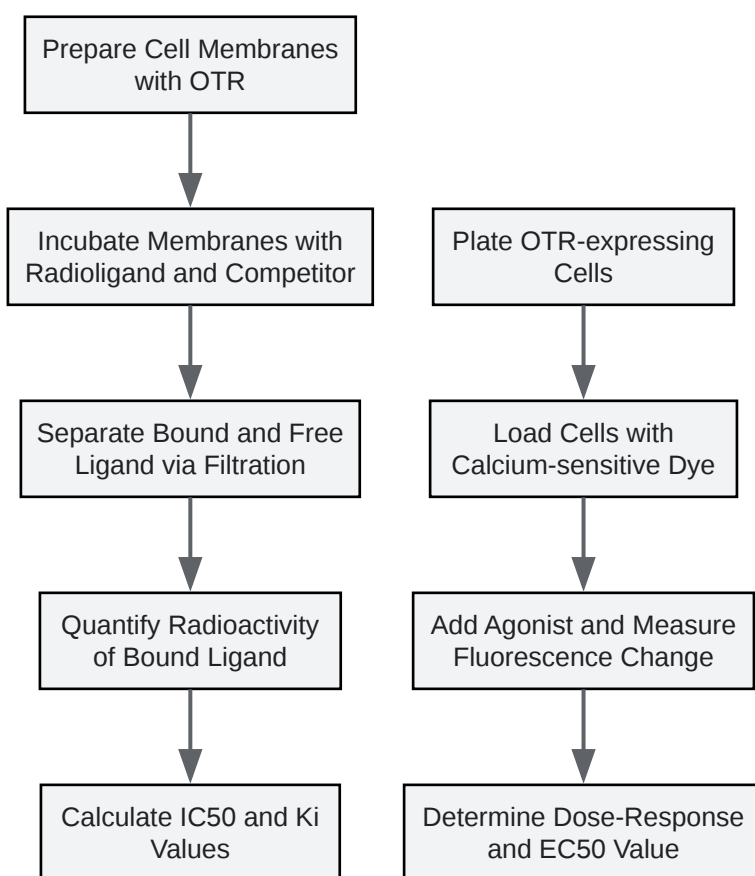 Prepare Cell Membranes
with OTR
Incubate Membranes with
Radioligand and Competitor
Separate Bound and Free
Ligand via Filtration
Quantify Radioactivity
of Bound Ligand
Calculate IC50 and Ki
Values
Plate OTR-expressing
Cells
Load Cells with
Calcium-sensitive Dye
Add Agonist and Measure
Fluorescence Change
Determine Dose-Response
and EC50 Value